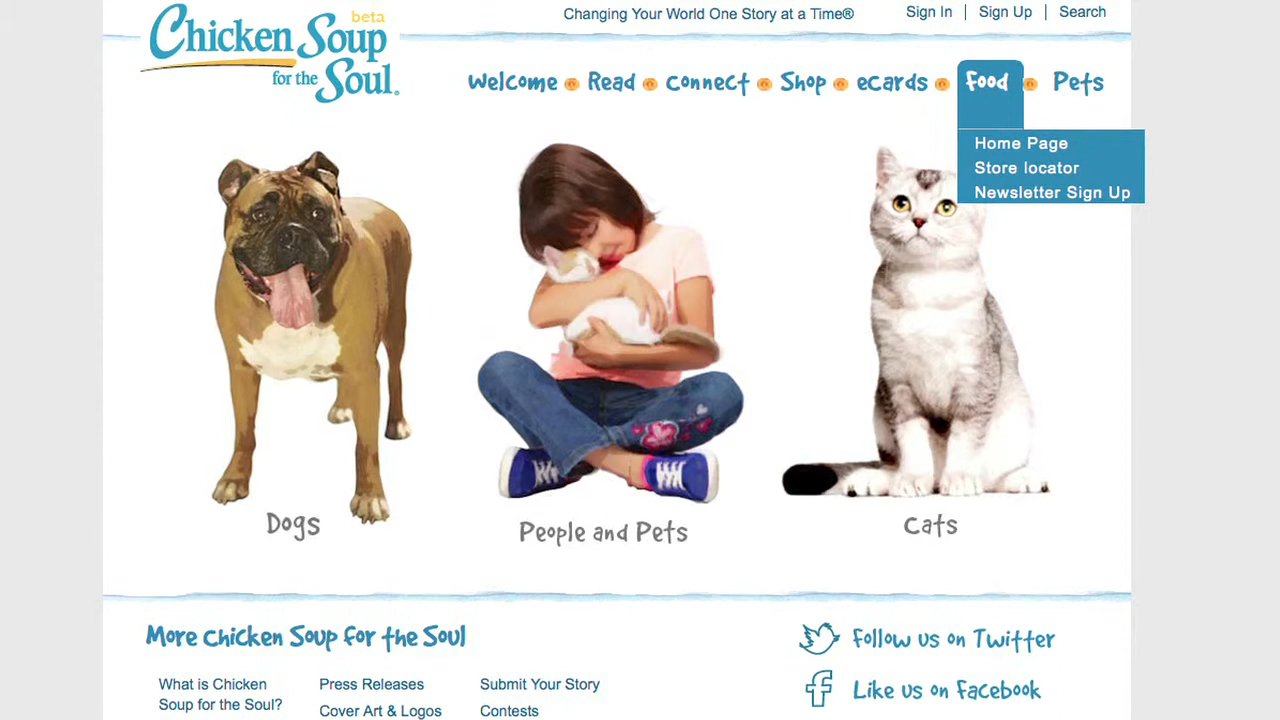 beta
Chicken Soup
for the Soul®
Changing Your World One Story at a Time®
Sign In | Sign Up | Search
Welcome Read Connect Shop eCards Food Pets
Home Page
Store locator
Newsletter Sign Up
Dogs
People and Pets
Cats
More Chicken Soup for the Soul
What is Chicken
Soup for the Soul?
Press Releases
Cover Art & Logos
Submit Your Story
Contests
Follow us on Twitter
Like us on Facebook